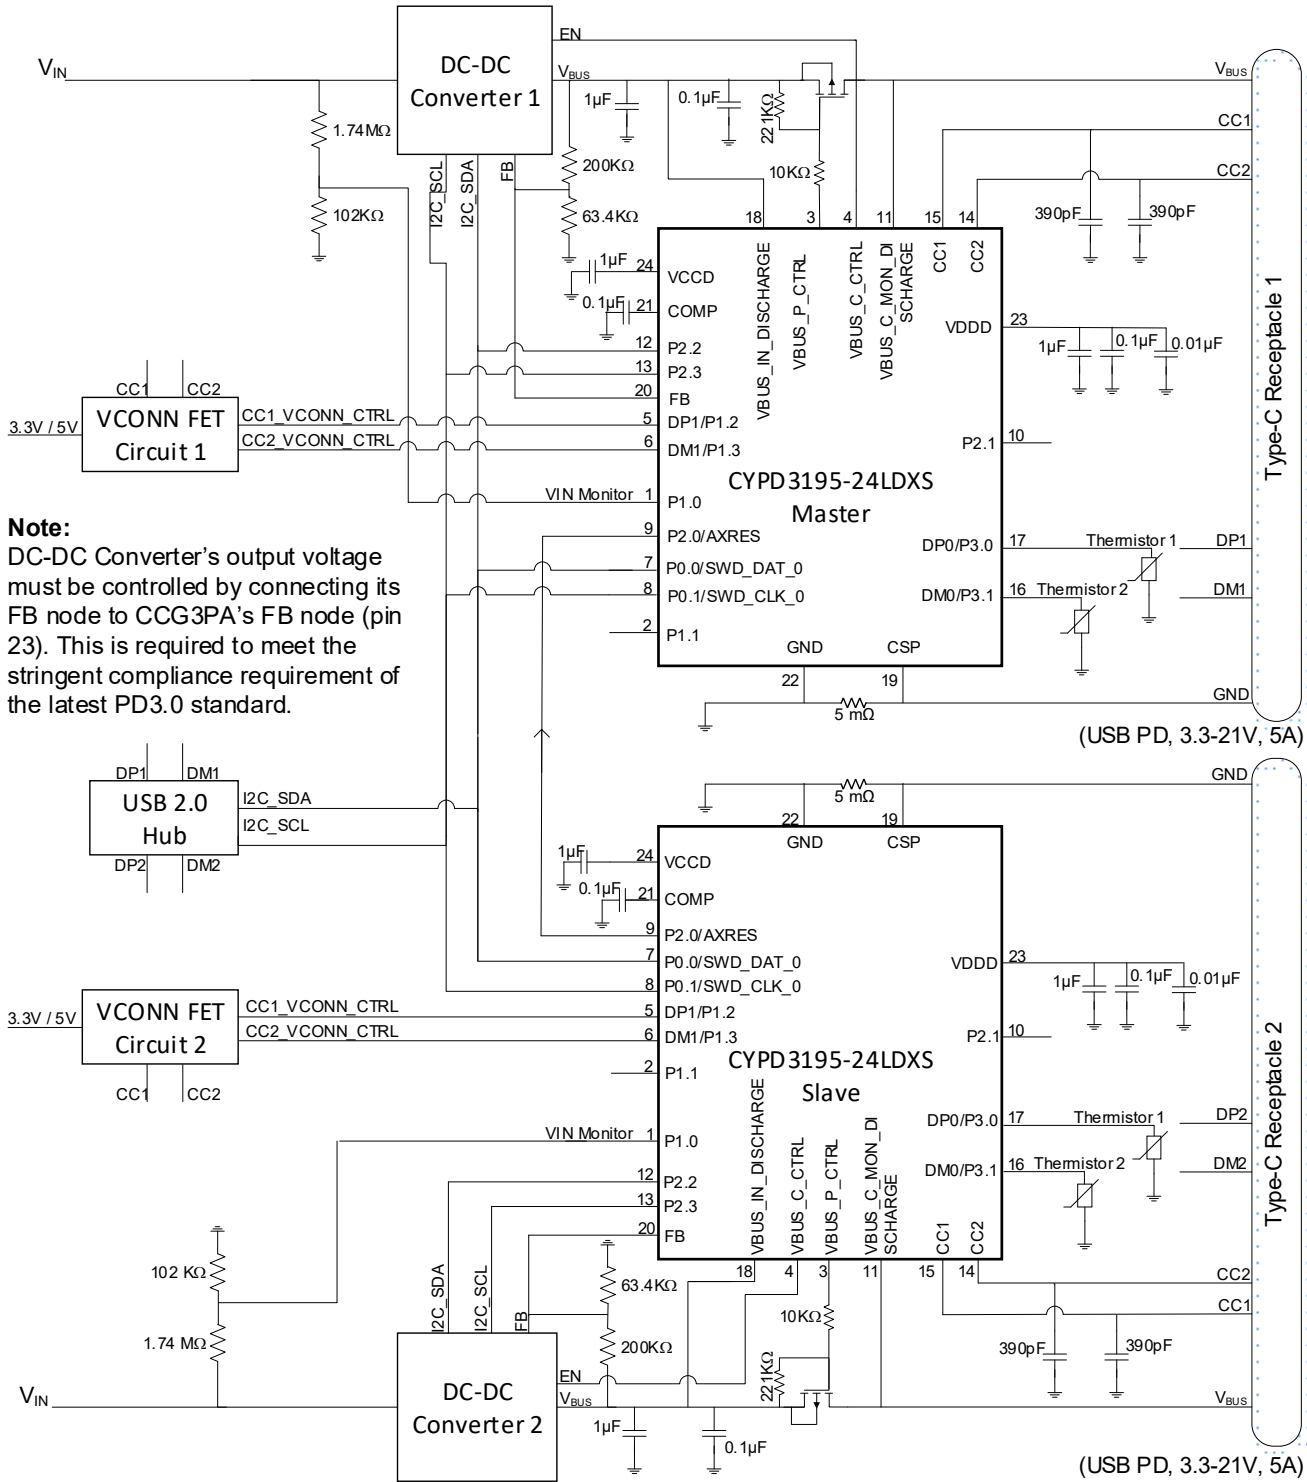 EN
DC-DC
Converter 1
VIN
VBUS
1µF
0.1µF
221KΩ
VBUS
1.74MΩ
CC1
I2C_SCL
I2C_SDA
FB
200KΩ
10KΩ
CC2
102KΩ
63.4KΩ
18
3
4
11
15
14
390pF
390pF
1µF
24
VCCD
VBUS_IN_DISCHARGE
VBUS_P_CTRL
VBUS_C_CTRL
VBUS_C_MON_DI
SCHARGE
CC1
CC2
0.1µF
21
COMP
VDDD
23
1µF
0.1µF
0.01µF
12
P2.2
13
P2.3
20
FB
CC1
CC2
3.3V / 5V
VCONN FET
Circuit 1
CC1_VCONN_CTRL
CC2_VCONN_CTRL
5
DP1/P1.2
6
DM1/P1.3
P2.1
10
CYPD3195-24LDXS
Master
VIN Monitor
1
P1.0
9
P2.0/AXRES
7
P0.0/SWD_DAT_0
8
P0.1/SWD_CLK_0
2
P1.1
DP0/P3.0
17
Thermistor 1
DP1
DM0/P3.1
16
Thermistor 2
DM1
GND
CSP
22
19
5 mΩ
GND
Type-C Receptacle 1
(USB PD, 3.3-21V, 5A)
Note:
DC-DC Converter's output voltage
must be controlled by connecting its
FB node to CCG3PA's FB node (pin
23). This is required to meet the
stringent compliance requirement of
the latest PD3.0 standard.
DP1
DM1
USB 2.0
Hub
I2C_SDA
I2C_SCL
DP2
DM2
GND
5 mΩ
22
19
GND
CSP
1µF
24
VCCD
0.1µF
21
COMP
9
P2.0/AXRES
7
P0.0/SWD_DAT_0
8
P0.1/SWD_CLK_0
VDDD
23
1µF
0.1µF
0.01µF
3.3V / 5V
VCONN FET
Circuit 2
CC1_VCONN_CTRL
CC2_VCONN_CTRL
CC1
CC2
5
DP1/P1.2
6
DM1/P1.3
2
P1.1
P2.1
10
CYPD3195-24LDXS
Slave
VIN Monitor
1
P1.0
12
P2.2
13
P2.3
20
FB
DP0/P3.0
17
Thermistor 1
DP2
DM0/P3.1
16
Thermistor 2
DM2
VBUS_IN_DISCHARGE
VBUS_C_CTRL
VBUS_P_CTRL
VBUS_C_MON_DI
SCHARGE
CC1
CC2
18
4
3
11
15
14
CC2
CC1
102 KΩ
1.74 MΩ
I2C_SDA
I2C_SCL
FB
63.4KΩ
200KΩ
10KΩ
390pF
390pF
VIN
DC-DC
Converter 2
EN
VBUS
221KΩ
1µF
0.1µF
VBUS
Type-C Receptacle 2
(USB PD, 3.3-21V, 5A)